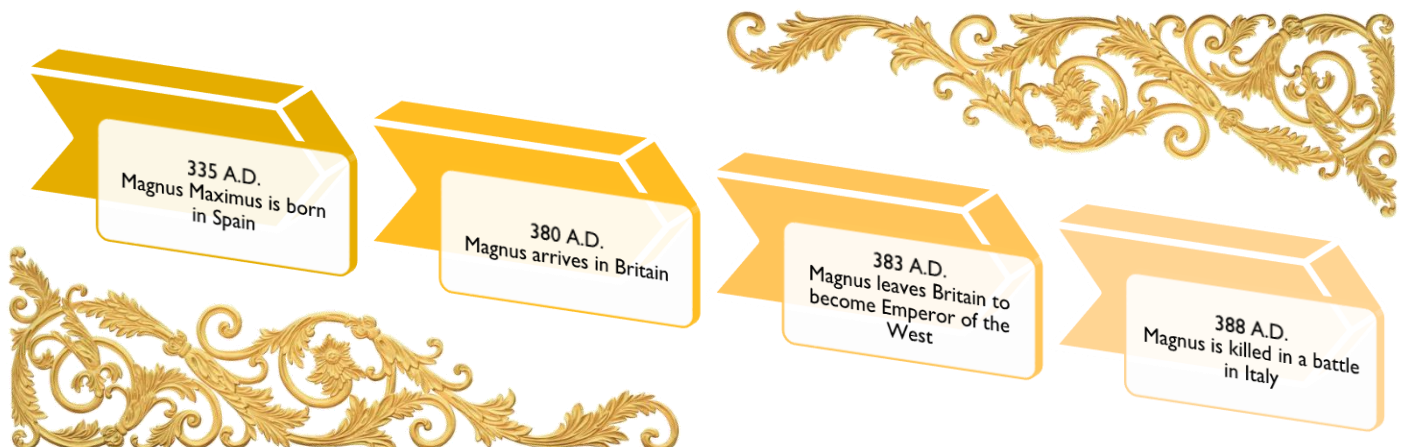 335 A.D.
Magnus Maximus is born
in Spain
380 A.D.
Magnus arrives in Britain
383 A.D.
Magnus leaves Britain to
become Emperor of the
West
388 A.D.
Magnus is killed in a battle
in Italy